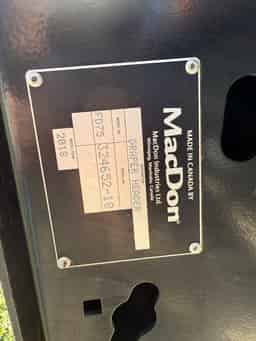 MADE IN CANADA BY
MacDon
MacDon Industries Ltd.
Winnipeg, Manitoba, Canada
DRAPER HEADER
FD75
324652-18
2018